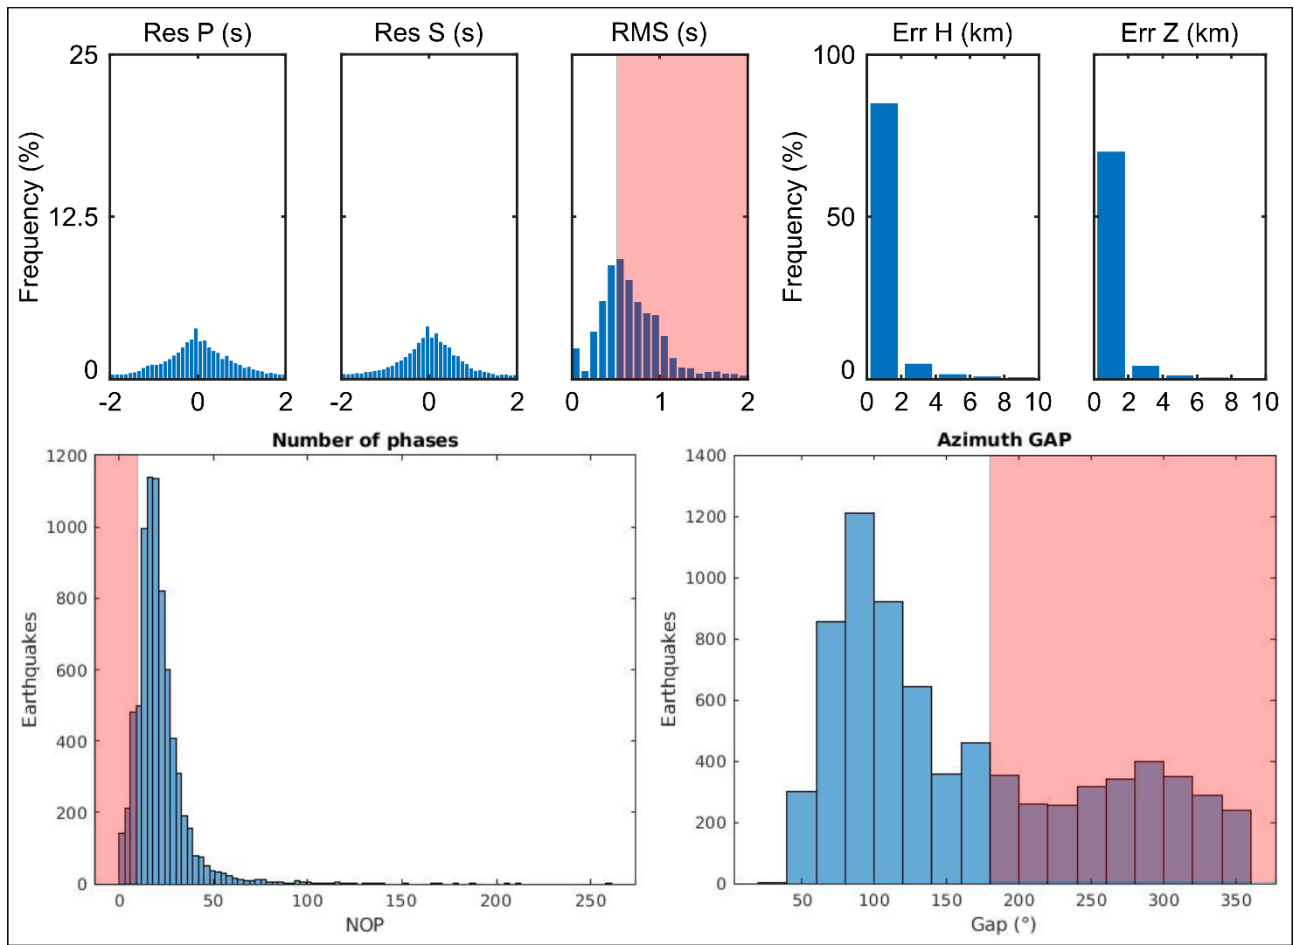 Res P (s) Res S (s) RMS (s) Err H (km) Err Z (km)
25 100
Frequency (%) 12.5 Frequency (%) 50
0 0
-2 0 2 -2 0 2 0 1 2 0 2 4 6 8 10 0 2 4 6 8 10
Number of phases
1200
1000
800
600
400
200
0
Earthquakes
0 50 100 150 200 250
NOP
Azimuth GAP
1400
1200
1000
800
600
400
200
0
Earthquakes
50 100 150 200 250 300 350
Gap (°)